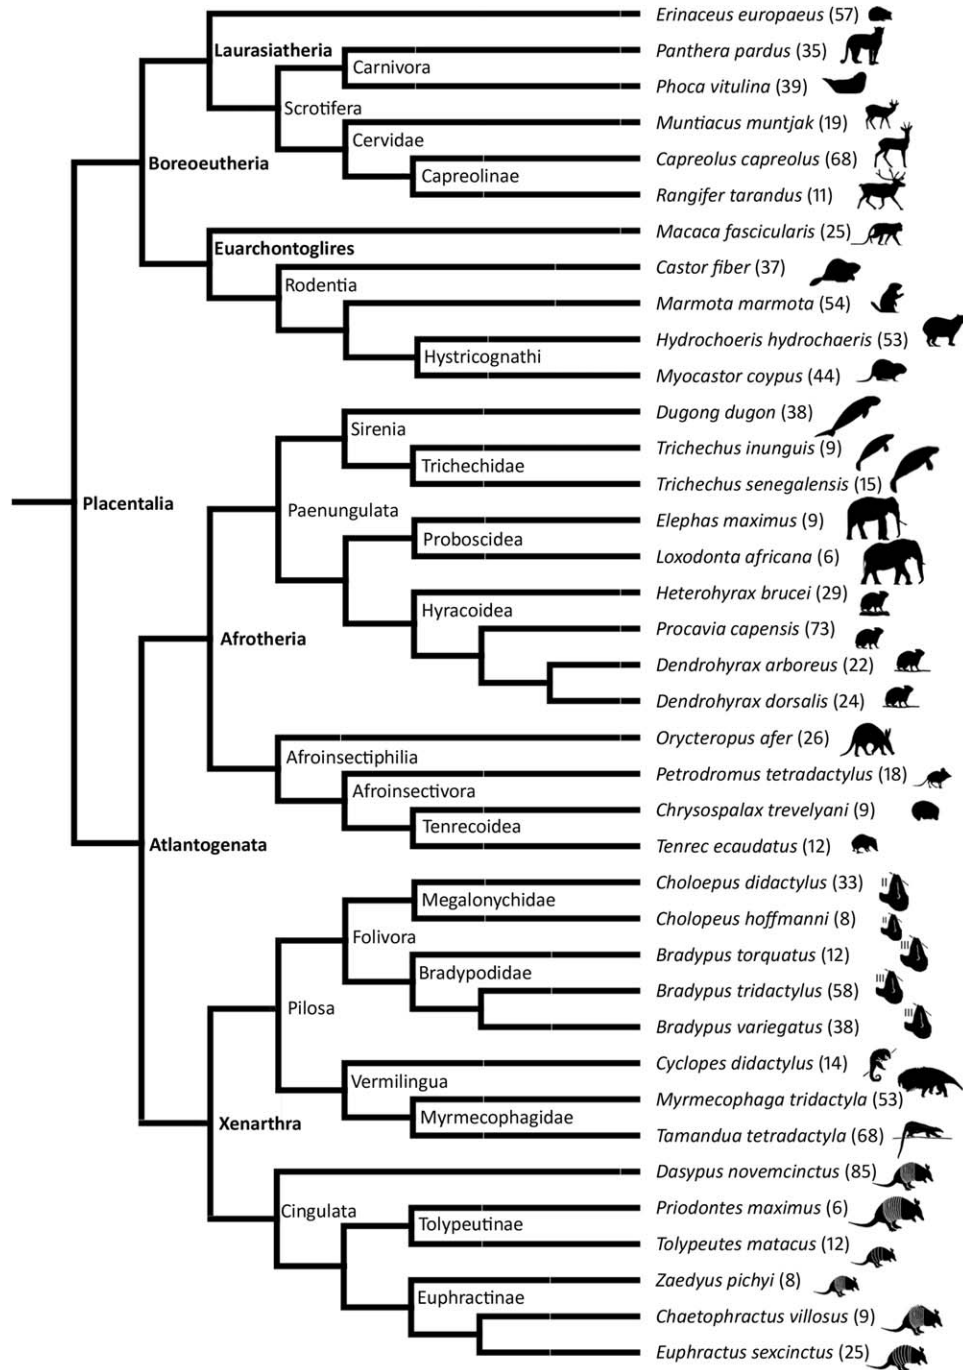 Erinaceus europaeus (57)
Laurasiatheria
Panthera pardus (35)
Carnivora
Phoca vitulina (39)
Scrotifera
Muntiacus muntjak (19)
Cervidae
Boreoeutheria
Capreolus capreolus (68)
Capreolinae
Rangifer tarandus (11)
Macaca fascicularis (25)
Euarchontoglires
Castor fiber (37)
Rodentia
Marmota marmota (54)
Hydrochoeris hydrochaeris (53)
Hystricognathi
Myocastor coypus (44)
Dugong dugon (38)
Sirenia
Trichechus inunguis (9)
Trichechidae
Trichechus senegalensis (15)
Placentalia
Paenungulata
Elephas maximus (9)
Proboscidea
Loxodonta africana (6)
Heterohyrax brucei (29)
Hyracoidea
Procavia capensis (73)
Afrotheria
Dendrohyrax arboreus (22)
Dendrohyrax dorsalis (24)
Orycteropus afer (26)
Afroinsectiphilia
Petrodromus tetradactylus (18)
Afroinsectivora
Chrysospalax trevelyani (9)
Tenrecoidea
Atlantogenata
Tenrec ecaudatus (12)
Choloepus didactylus (33)
II
Megalonychidae
Cholopeus hoffmanni (8)
II
Folivora
Bradypus torquatus (12)
III
Bradypodidae
Bradypus tridactylus (58)
III
Pilosa
Bradypus variegatus (38)
III
Cyclopes didactylus (14)
Vermilingua
Myrmecophaga tridactyla (53)
Myrmecophagidae
Xenarthra
Tamandua tetradactyla (68)
Dasypus novemcinctus (85)
Cingulata
Priodontes maximus (6)
Tolypeutinae
Tolypeutes matacus (12)
Zaedyus pichyi (8)
Euphractinae
Chaetophractus villosus (9)
Euphractus sexcinctus (25)